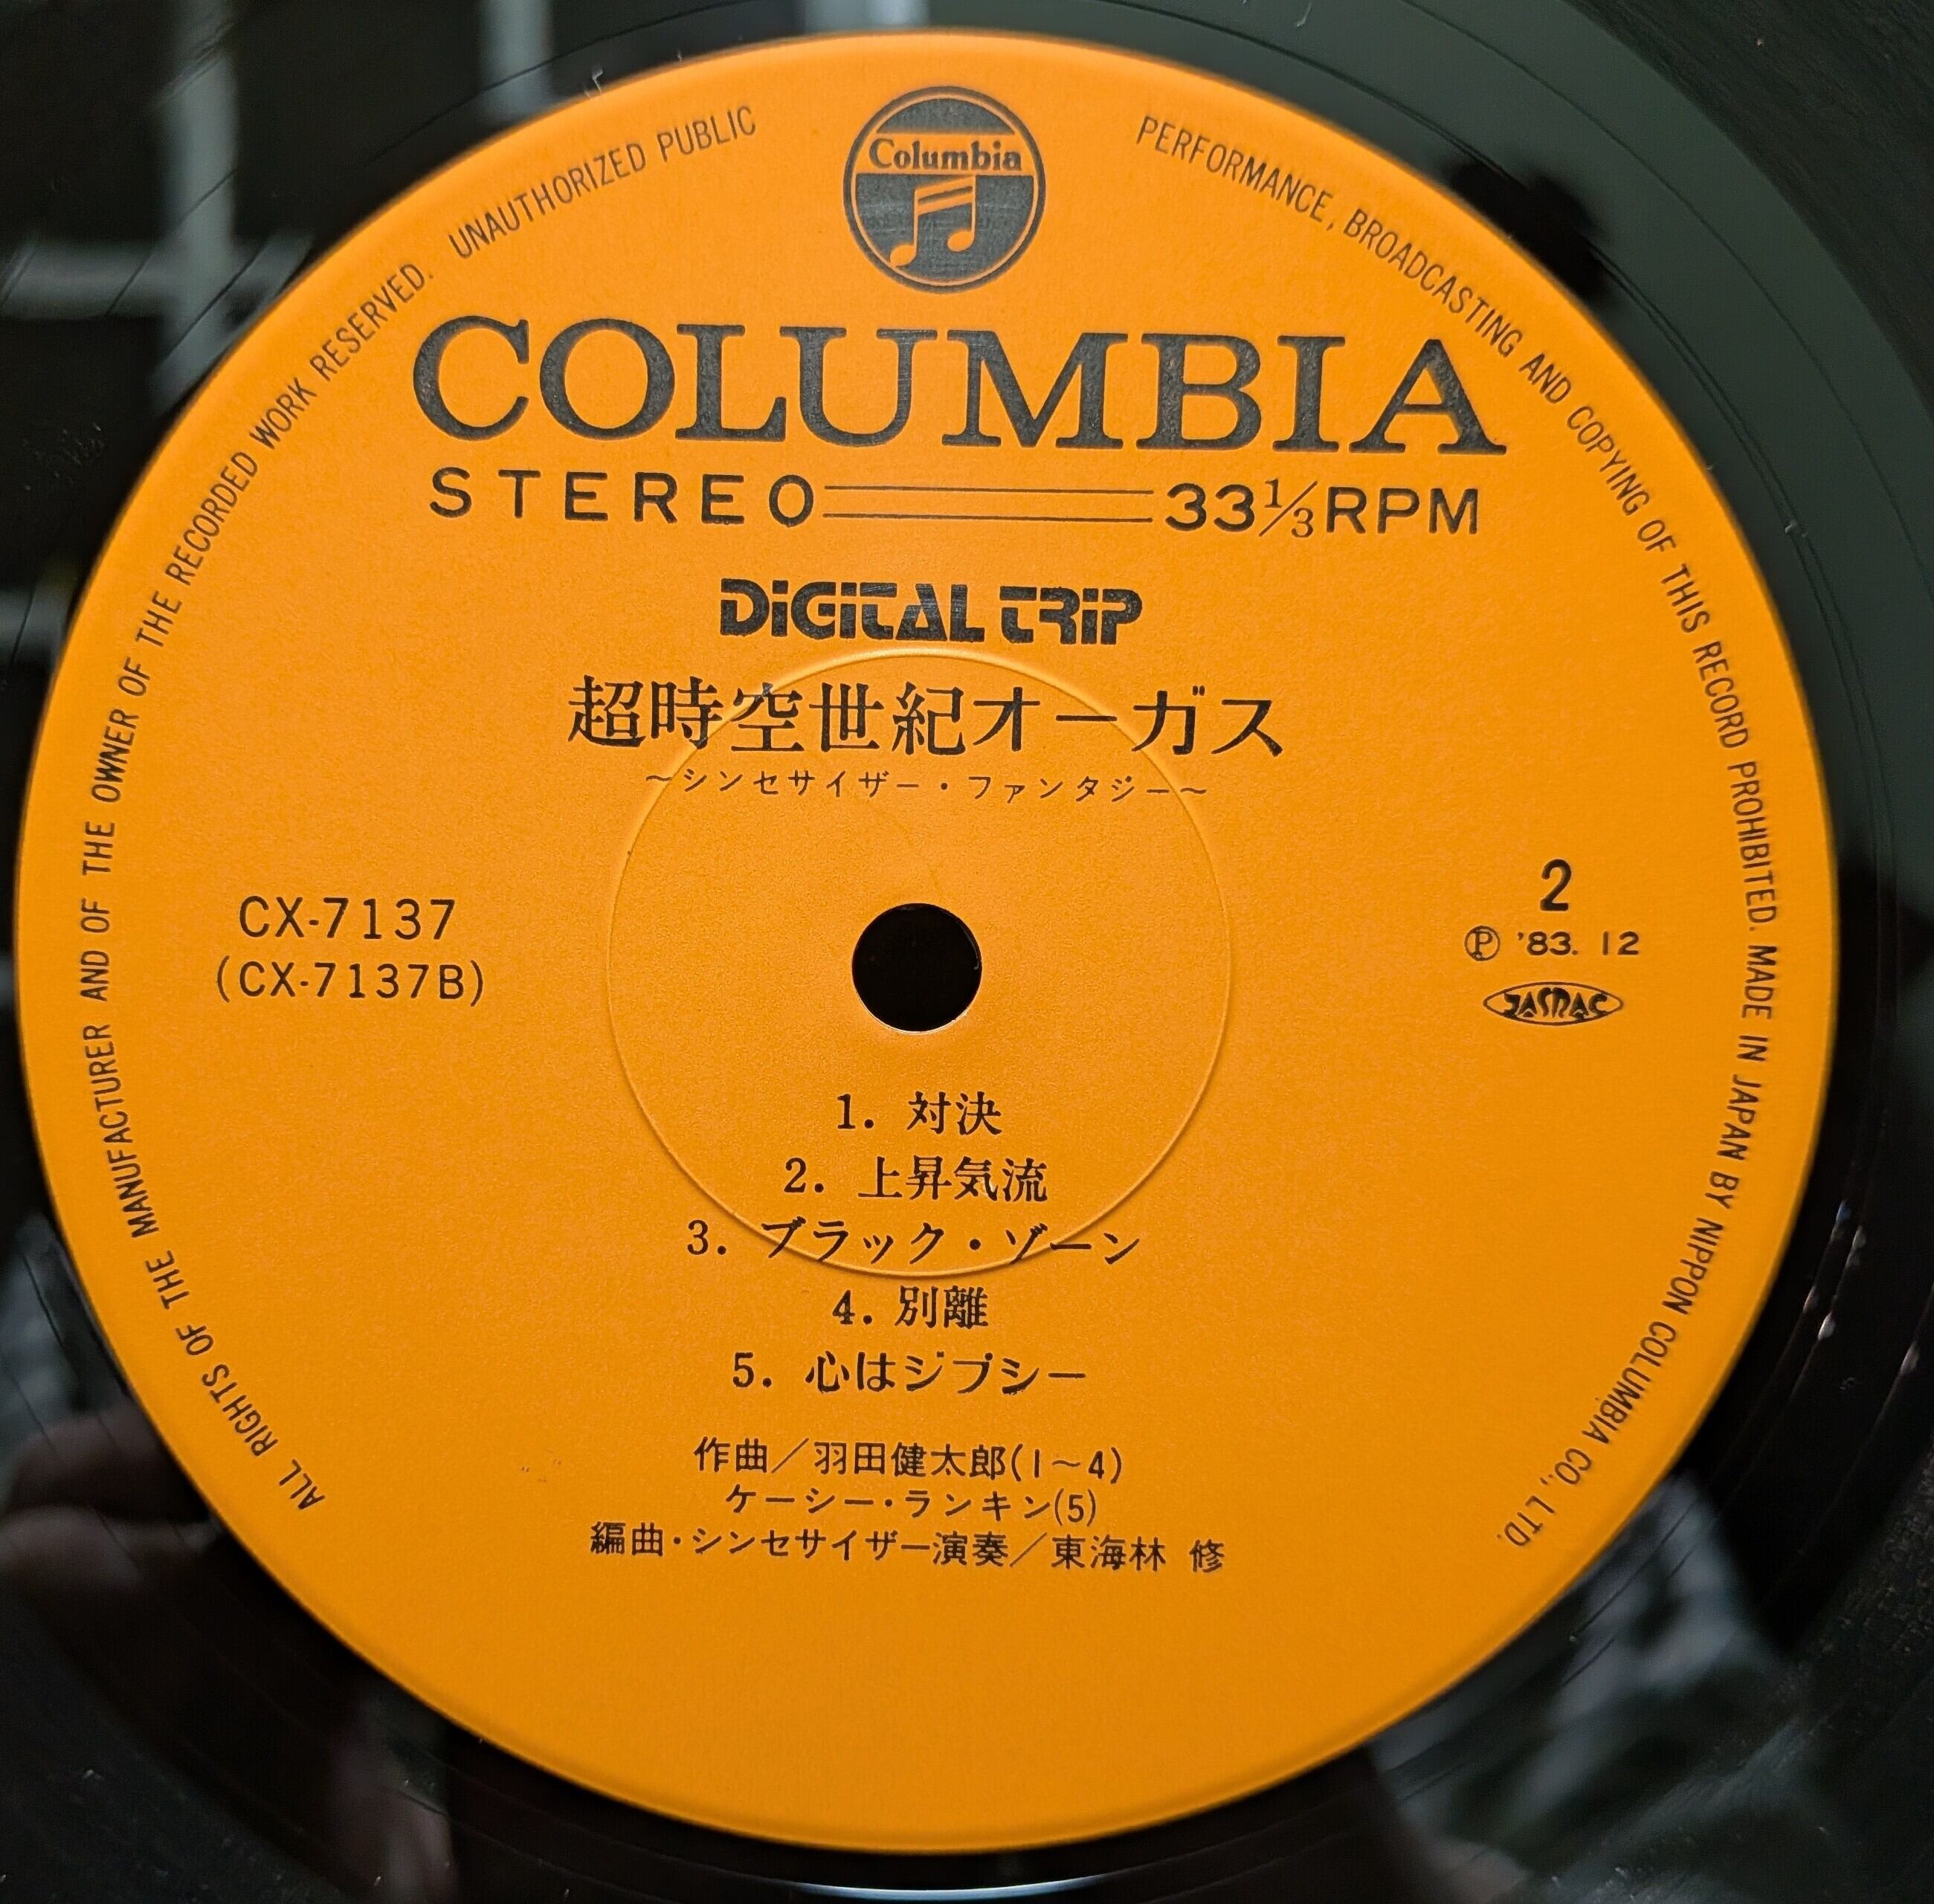 ALL RIGHTS OF THE MANUFACTURER AND OF THE OWNER OF THE RECORDED WORK RESERVED. UNAUTHORIZED PUBLIC PERFORMANCE, BROADCASTING AND COPYING OF THIS RECORD PROHIBITED. MADE IN JAPAN BY NIPPON COLUMBIA CO., LTD.
Columbia
COLUMBIA
STEREO 33⅓RPM
DIGITAL TRIP
超時空世紀オーガス
〜シンセサイザー・ファンタジー〜
CX-7137
(CX-7137B)
2
Ⓟ '83. 12
JASRAC
1. 対決
2. 上昇気流
3. ブラック・ゾーン
4. 別離
5. 心はジプシー
作曲／羽田健太郎(1〜4)
ケーシー・ランキン(5)
編曲・シンセサイザー演奏／東海林 修